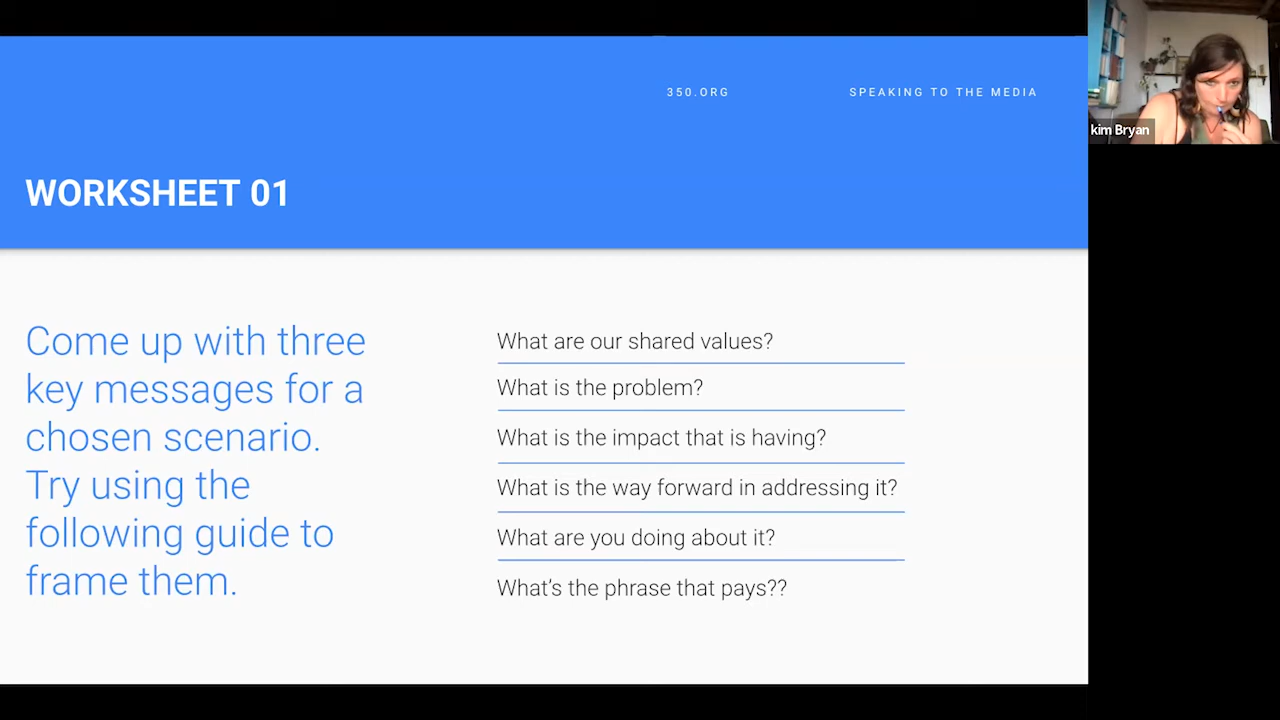 350.ORG
SPEAKING TO THE MEDIA
kim Bryan
WORKSHEET 01
Come up with three
key messages for a
chosen scenario.
Try using the
following guide to
frame them.
What are our shared values?
What is the problem?
What is the impact that is having?
What is the way forward in addressing it?
What are you doing about it?
What's the phrase that pays??